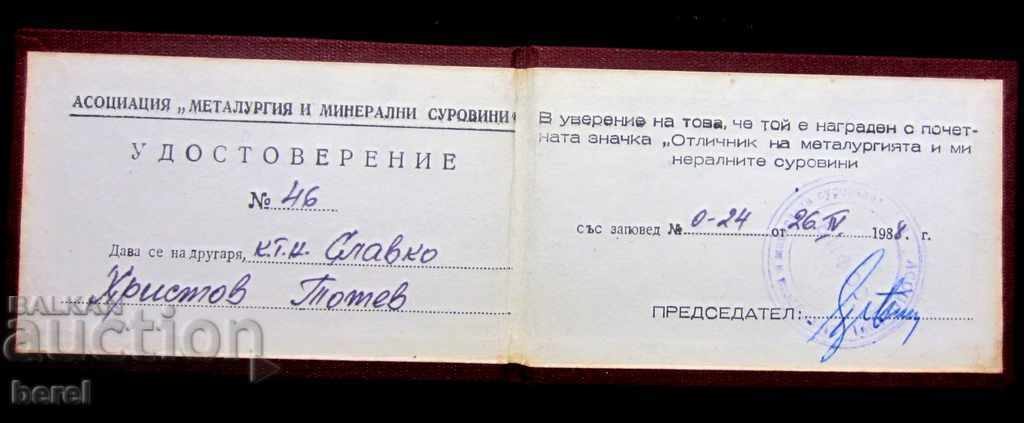 АСОЦИАЦИЯ „МЕТАЛУРГИЯ И МИНЕРАЛНИ СУРОВИНИ“
УДОСТОВЕРЕНИЕ
№ 46
Дава се на другаря, к.т.н. Славко
Христов Тотев
В уверение на това, че той е награден с почет-
ната значка „Отличник на металургията и ми
нералните суровини
със заповед № 0-24 от 26.IV 1988. г.
ПРЕДСЕДАТЕЛ:
БАЛКАН
auction
berel